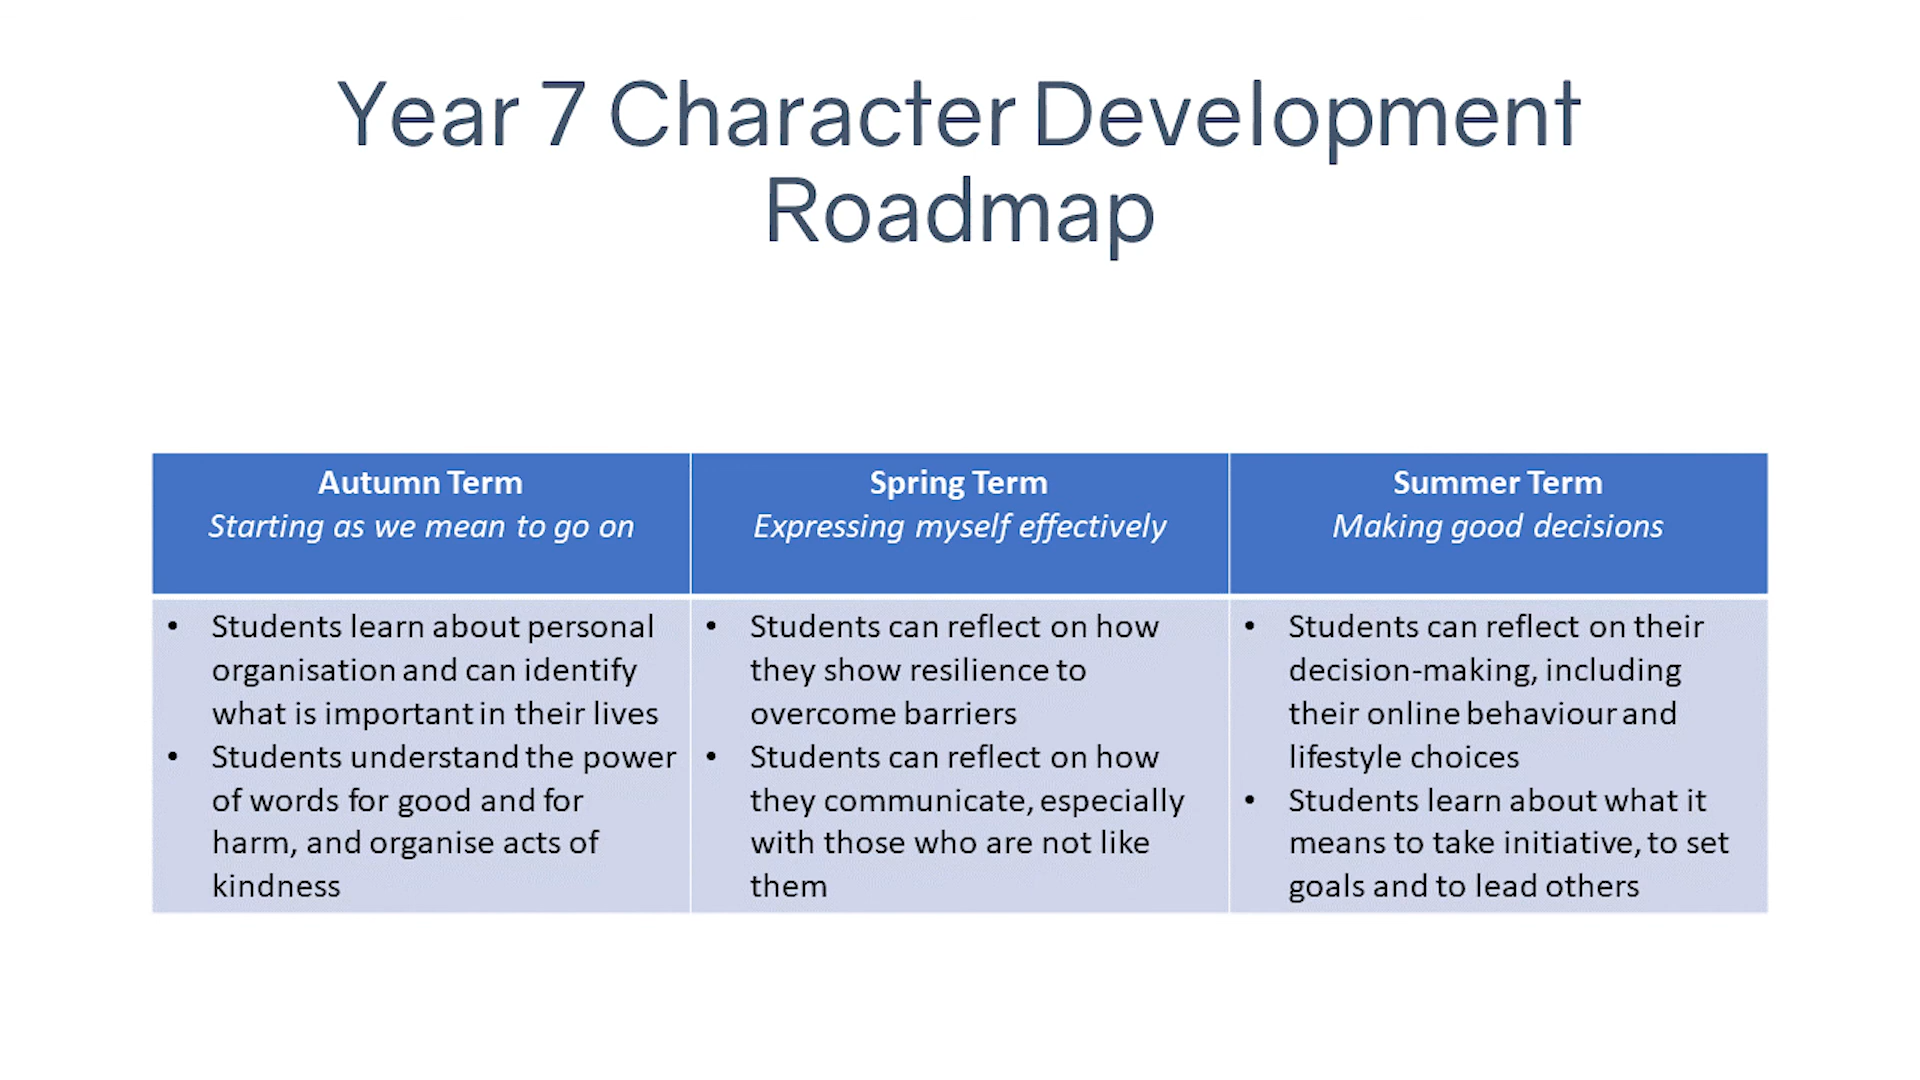 Year 7 Character Development
Roadmap
Autumn Term
Starting as we mean to go on
Spring Term
Expressing myself effectively
Summer Term
Making good decisions
• Students learn about personal
organisation and can identify
what is important in their lives
• Students understand the power
of words for good and for
harm, and organise acts of
kindness
• Students can reflect on how
they show resilience to
overcome barriers
• Students can reflect on how
they communicate, especially
with those who are not like
them
• Students can reflect on their
decision-making, including
their online behaviour and
lifestyle choices
• Students learn about what it
means to take initiative, to set
goals and to lead others